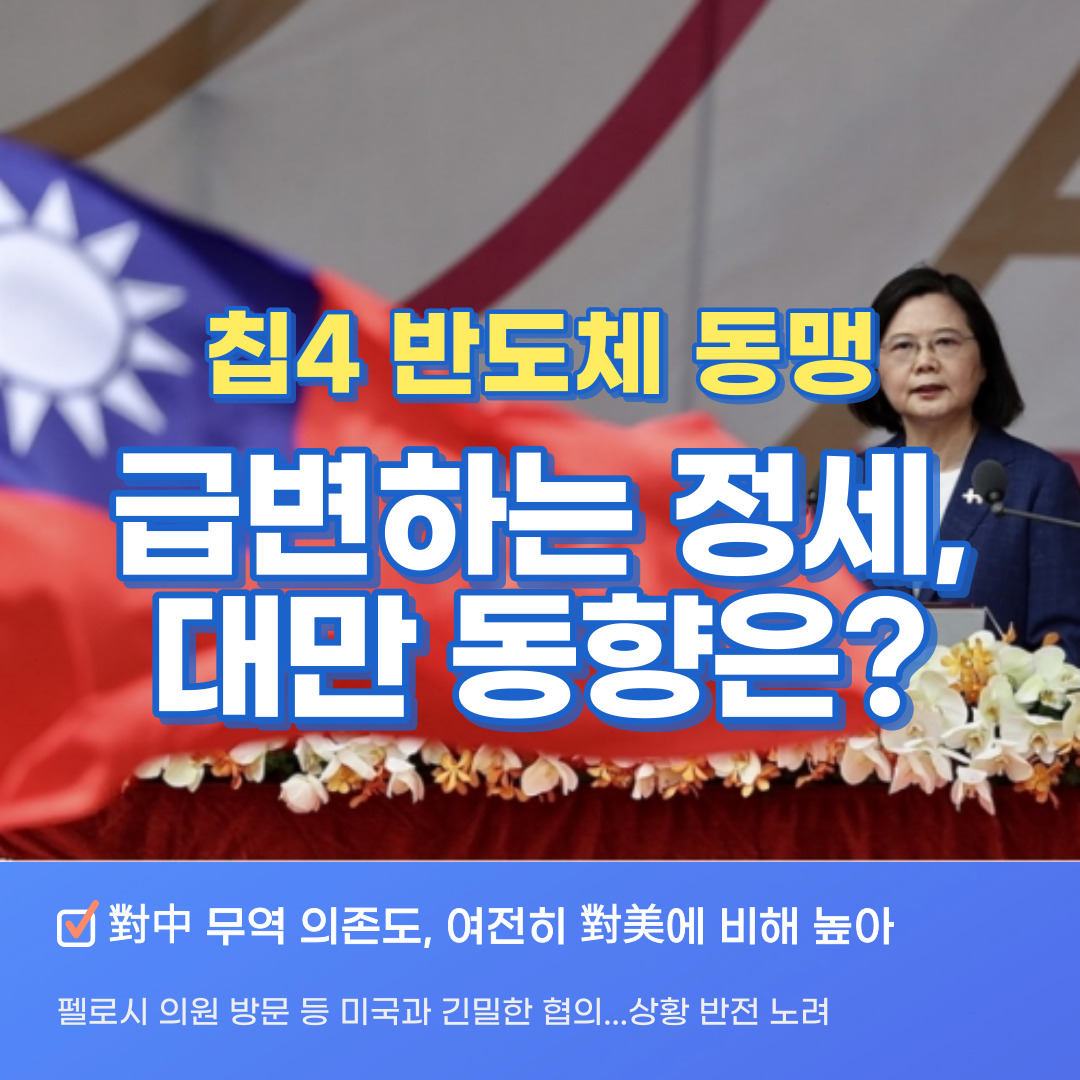 칩4 반도체 동맹
급변하는 정세,
대만 동향은?
對中 무역 의존도, 여전히 對美에 비해 높아
펠로시 의원 방문 등 미국과 긴밀한 협의...상황 반전 노려